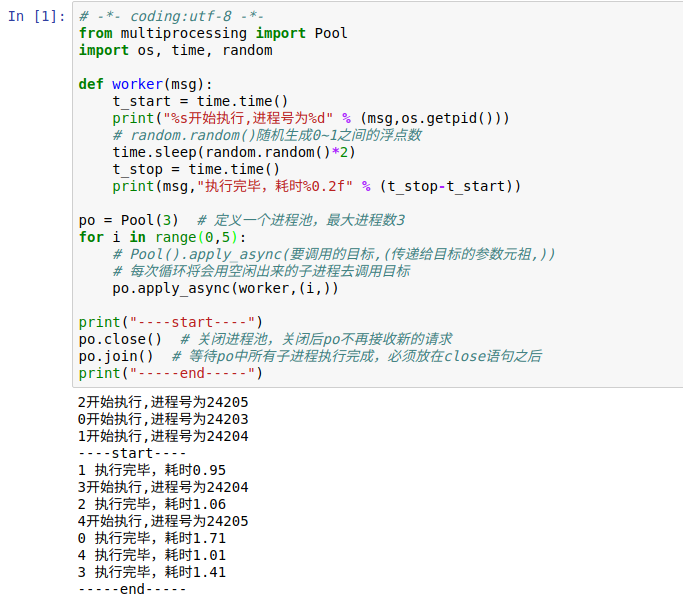 In [1]: # -*- coding:utf-8 -*-
from multiprocessing import Pool
import os, time, random

def worker(msg):
    t_start = time.time()
    print("%s开始执行,进程号为%d" % (msg,os.getpid()))
    # random.random()随机生成0~1之间的浮点数
    time.sleep(random.random()*2)
    t_stop = time.time()
    print(msg,"执行完毕，耗时%0.2f" % (t_stop-t_start))

po = Pool(3)  # 定义一个进程池，最大进程数3
for i in range(0,5):
    # Pool().apply_async(要调用的目标,(传递给目标的参数元祖,))
    # 每次循环将会用空闲出来的子进程去调用目标
    po.apply_async(worker,(i,))

print("----start----")
po.close()  # 关闭进程池，关闭后po不再接收新的请求
po.join()  # 等待po中所有子进程执行完成，必须放在close语句之后
print("-----end-----")
2开始执行,进程号为24205
0开始执行,进程号为24203
1开始执行,进程号为24204
----start----
1 执行完毕，耗时0.95
3开始执行,进程号为24204
2 执行完毕，耗时1.06
4开始执行,进程号为24205
0 执行完毕，耗时1.71
4 执行完毕，耗时1.01
3 执行完毕，耗时1.41
-----end-----